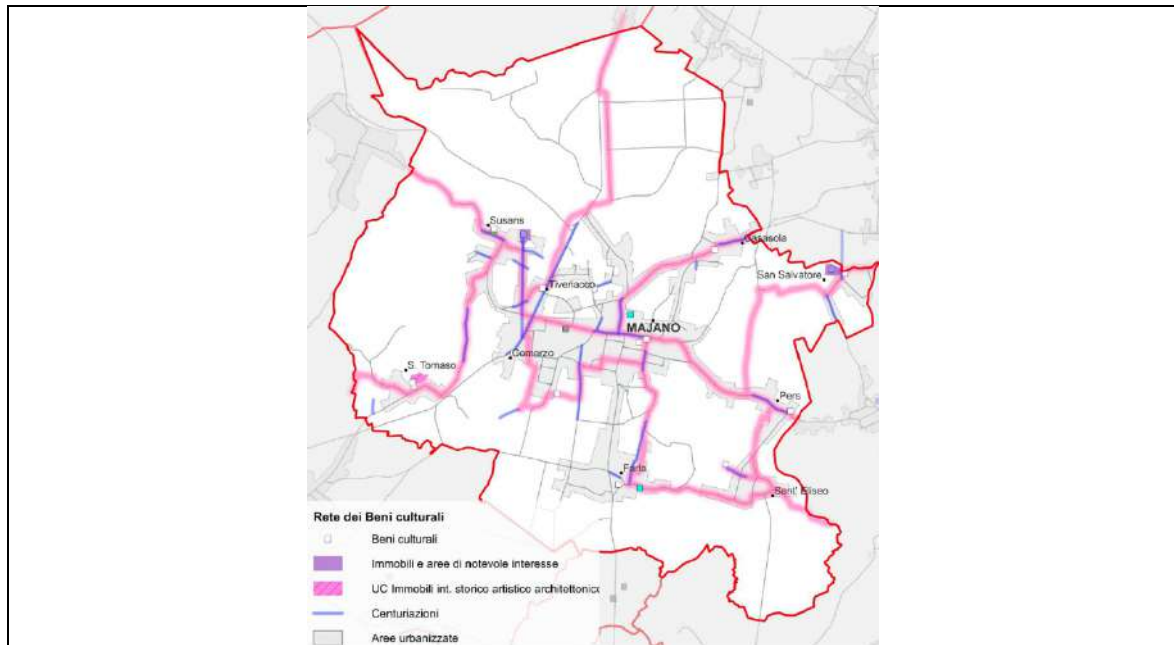 Susans
Casasola
San Salvatore
Tiveriacco
MAJANO
Comarzo
S. Tomaso
Pers
Farla
Sant' Eliseo
Rete dei Beni culturali
Beni culturali
Immobili e aree di notevole interesse
UC Immobili int. storico artistico architettonico
Centuriazioni
Aree urbanizzate